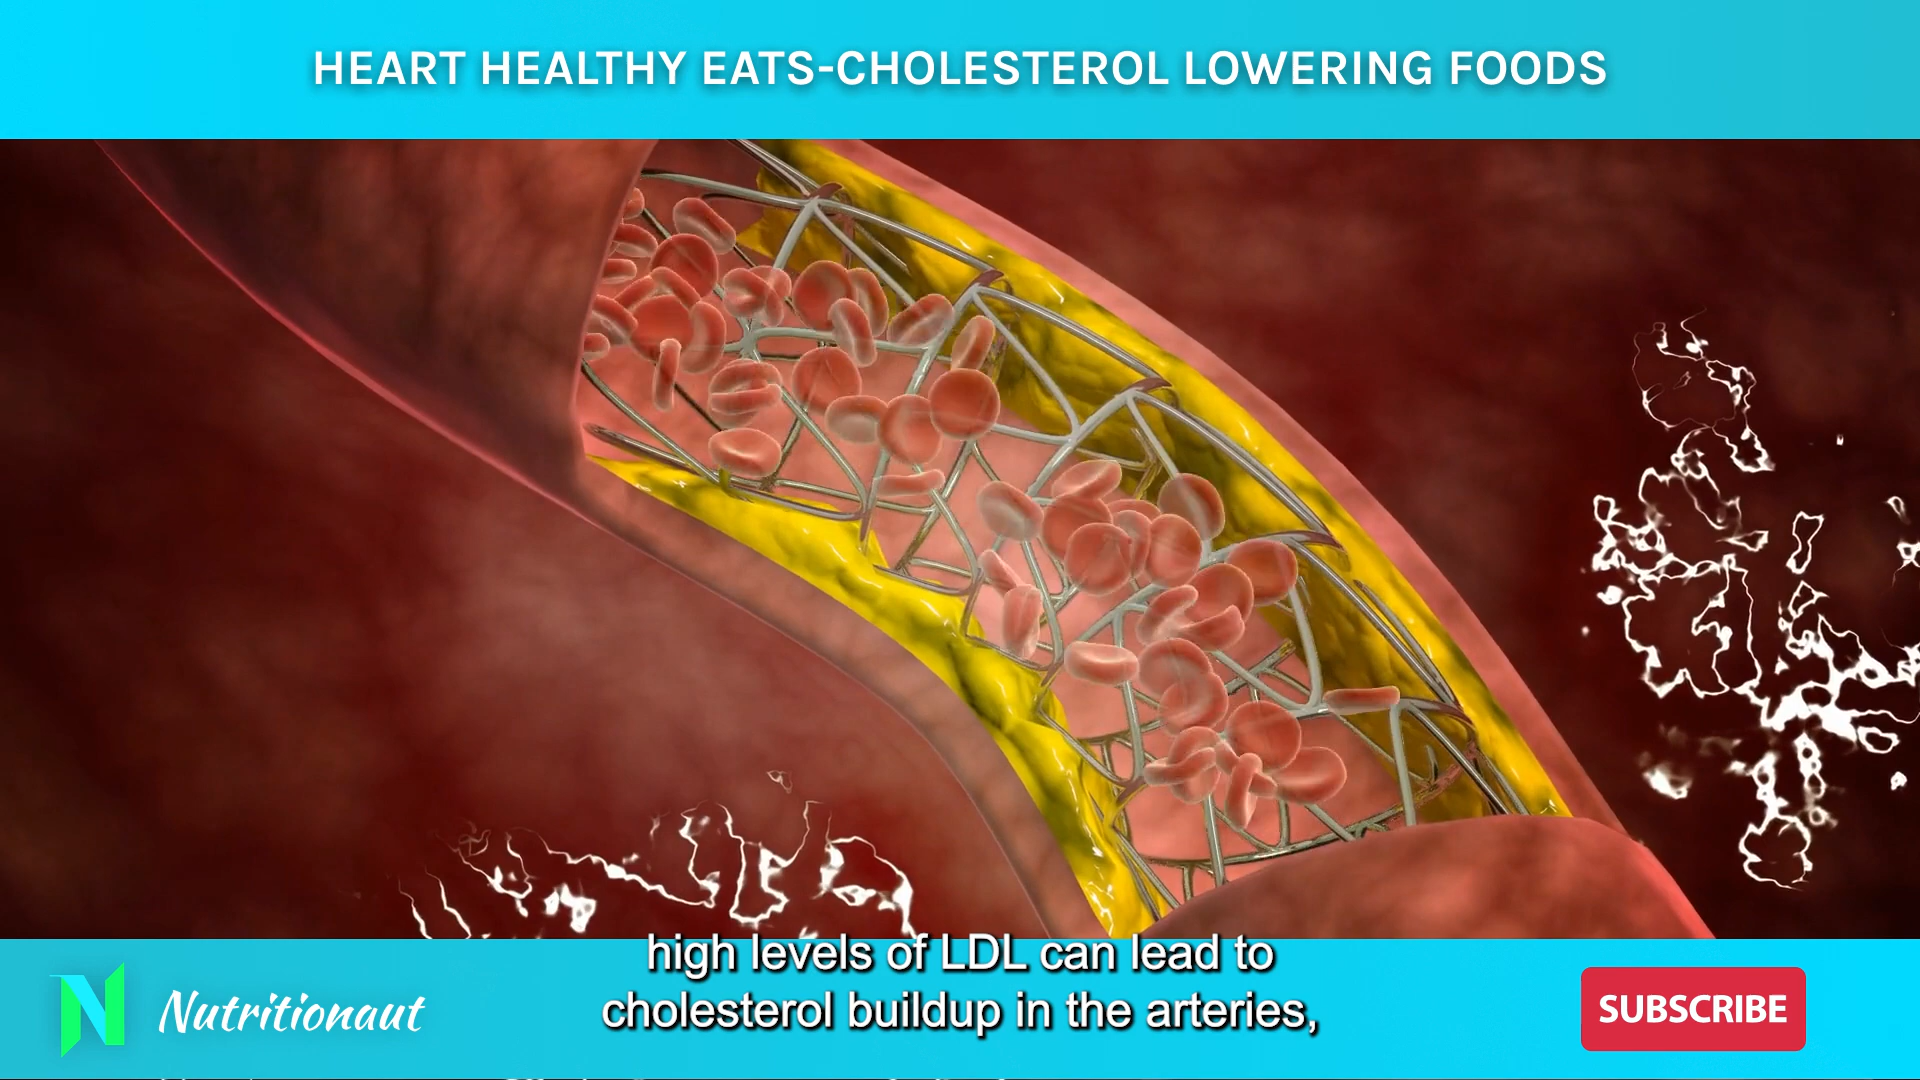 HEART HEALTHY EATS-CHOLESTEROL LOWERING FOODS
high levels of LDL can lead to
cholesterol buildup in the arteries,
Nutritionaut
SUBSCRIBE